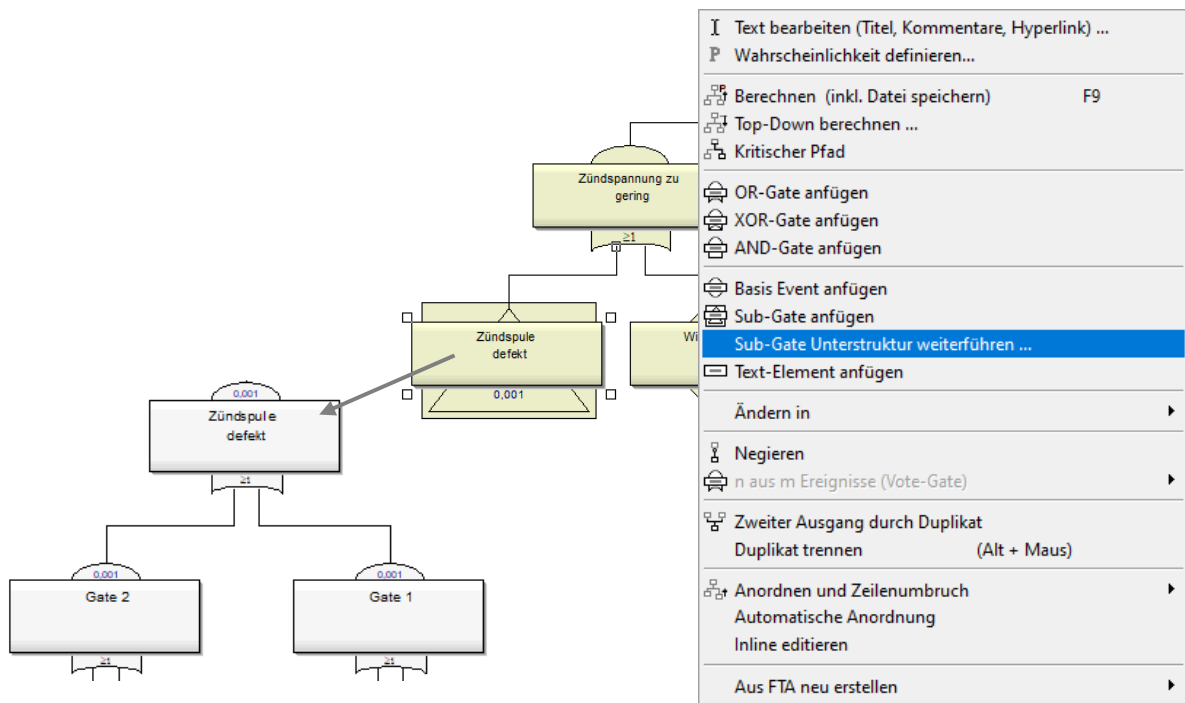 Zündspannung zu
gering
≥1
Zündspule
defekt
0,001
Wi
0,001
Zündspule
defekt
≥1
0,001
Gate 2
≥1
0,001
Gate 1
≥1
Text bearbeiten (Titel, Kommentare, Hyperlink) ...
P Wahrscheinlichkeit definieren...
Berechnen (inkl. Datei speichern) F9
Top-Down berechnen ...
Kritischer Pfad
OR-Gate anfügen
XOR-Gate anfügen
AND-Gate anfügen
Basis Event anfügen
Sub-Gate anfügen
Sub-Gate Unterstruktur weiterführen ...
Text-Element anfügen
Ändern in
Negieren
n aus m Ereignisse (Vote-Gate)
Zweiter Ausgang durch Duplikat
Duplikat trennen (Alt + Maus)
Anordnen und Zeilenumbruch
Automatische Anordnung
Inline editieren
Aus FTA neu erstellen